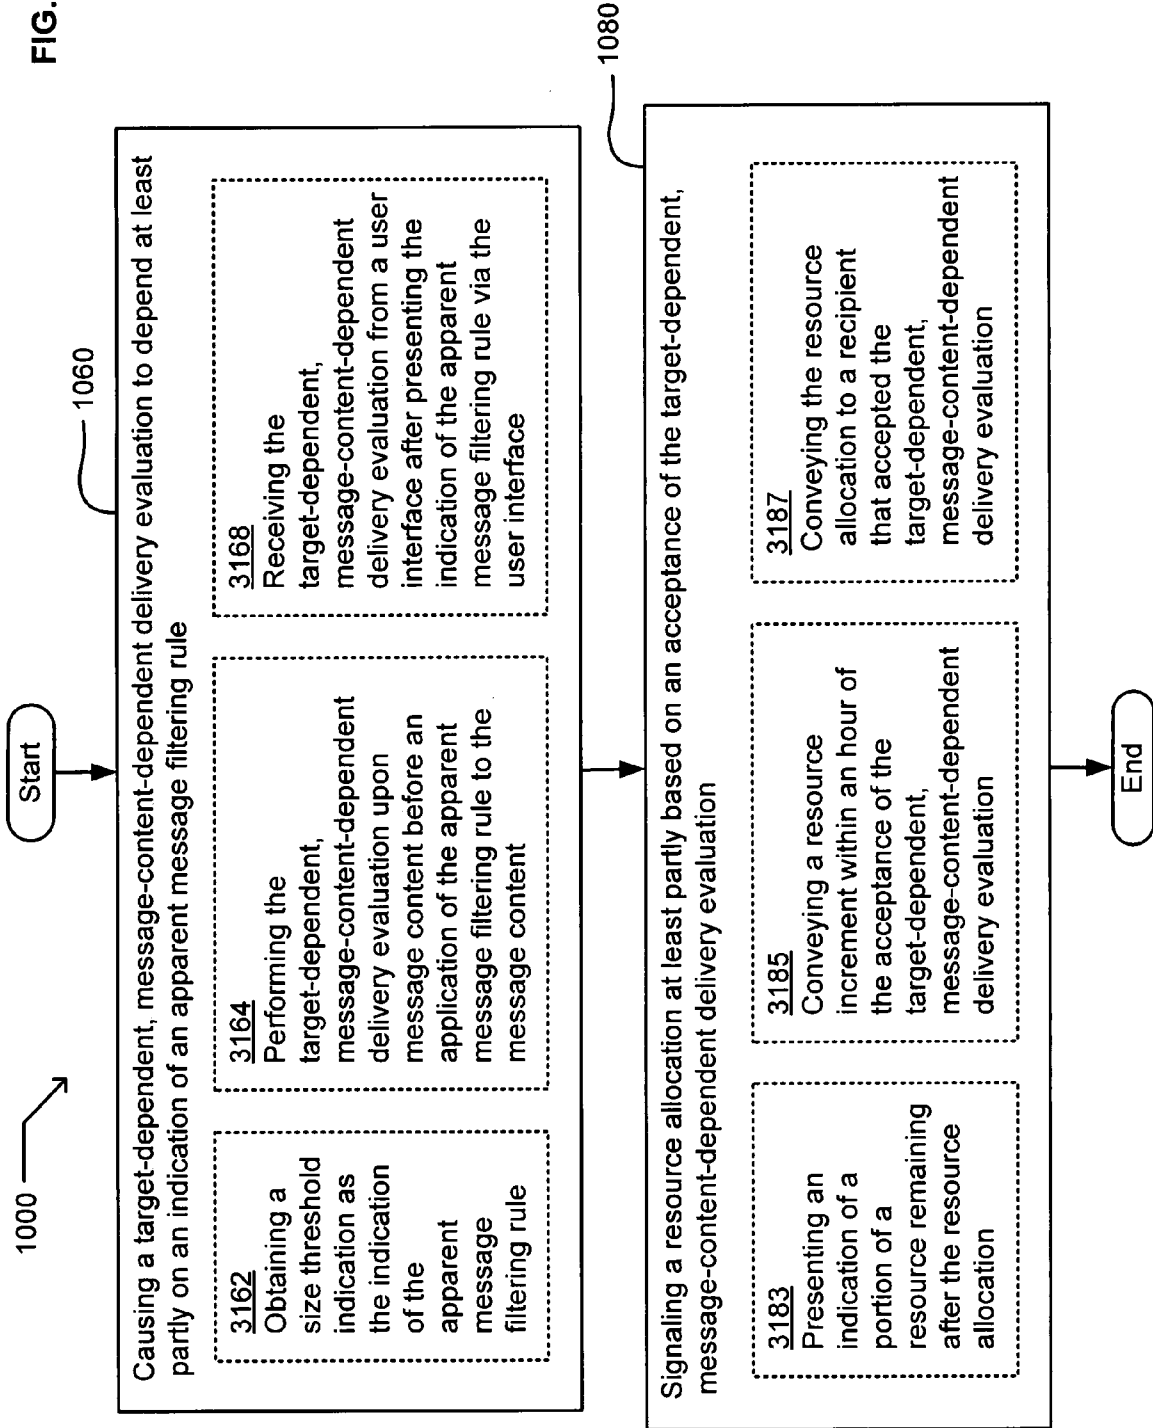 FIG.
1000
Start
1060
Causing a target-dependent, message-content-dependent delivery evaluation to depend at least
partly on an indication of an apparent message filtering rule
3162
Obtaining a
size threshold
indication as
the indication
of the
apparent
message
filtering rule
3164
Performing the
target-dependent,
message-content-dependent
delivery evaluation upon
message content before an
application of the apparent
message filtering rule to the
message content
3168
Receiving the
target-dependent,
message-content-dependent
delivery evaluation from a user
interface after presenting the
indication of the apparent
message filtering rule via the
user interface
1080
Signaling a resource allocation at least partly based on an acceptance of the target-dependent,
message-content-dependent delivery evaluation
3183
Presenting an
indication of a
portion of a
resource remaining
after the resource
allocation
3185
Conveying a resource
increment within an hour of
the acceptance of the
target-dependent,
message-content-dependent
delivery evaluation
3187
Conveying the resource
allocation to a recipient
that accepted the
target-dependent,
message-content-dependent
delivery evaluation
End